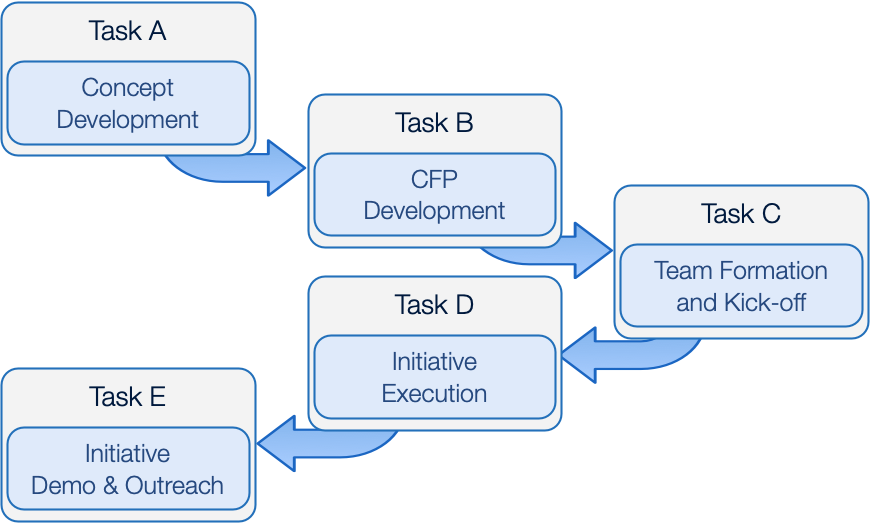 Task A
Concept
Development
Task B
CFP
Development
Task C
Team Formation
and Kick-off
Task D
Initiative
Execution
Task E
Initiative
Demo & Outreach